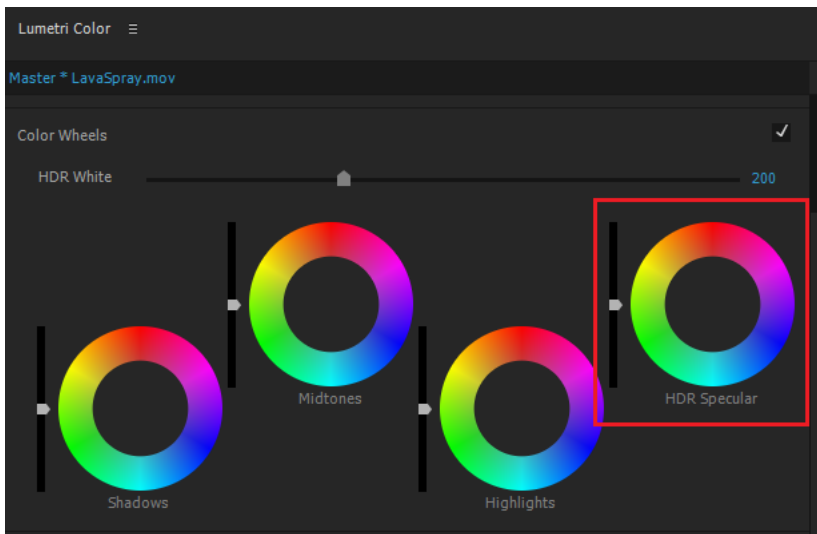 Lumetri Color
Master * LavaSpray.mov
Color Wheels
HDR White 200
Midtones
HDR Specular
Shadows
Highlights